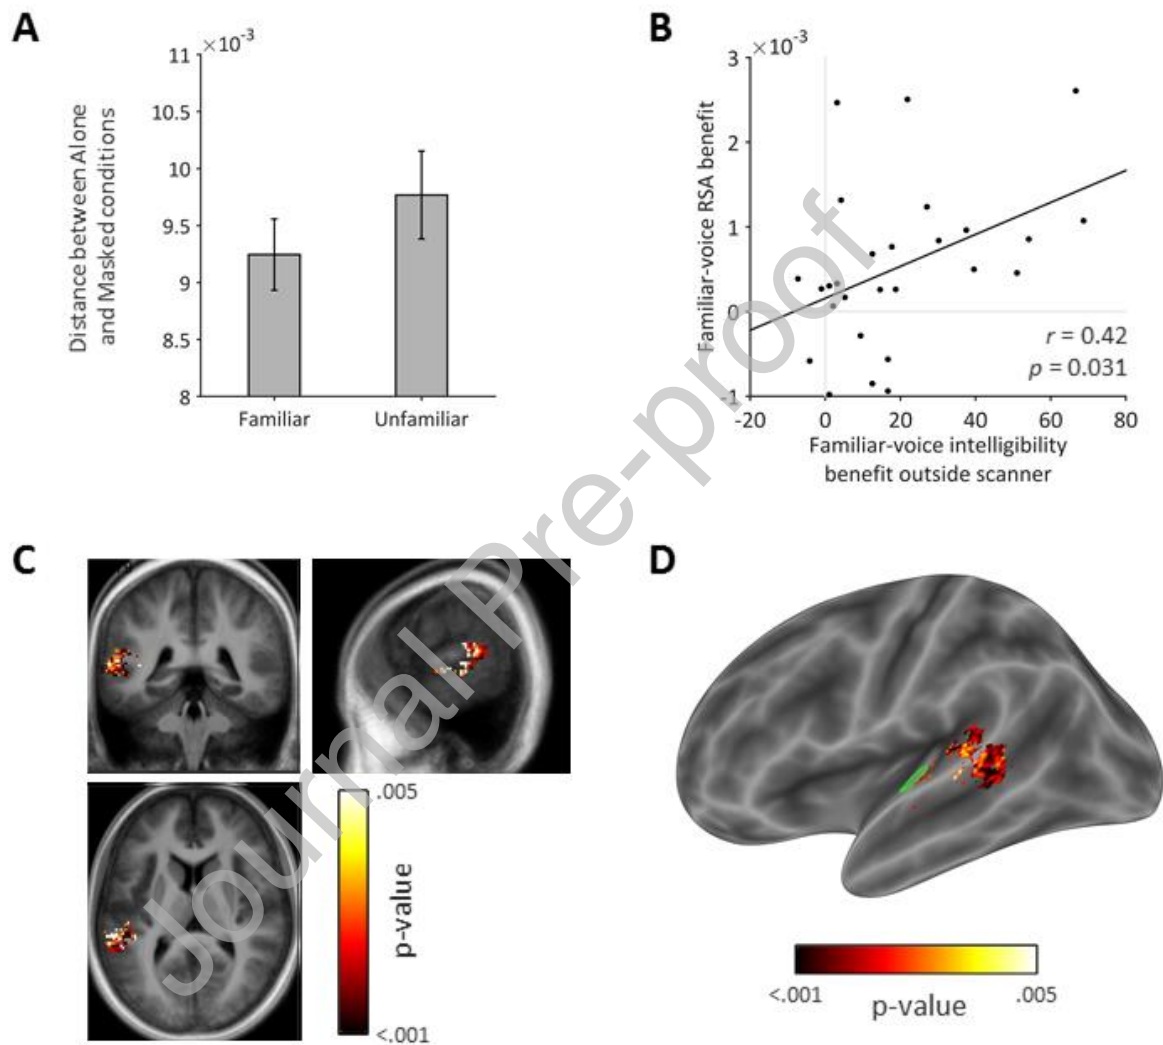 A
×10⁻³
11
10.5
10
9.5
9
8.5
8
Distance between Alone
and Masked conditions
Familiar
Unfamiliar
B
×10⁻³
3
2
1
0
-1
Familiar-voice RSA benefit
r = 0.42
p = 0.031
-20
0
20
40
60
80
Familiar-voice intelligibility
benefit outside scanner
C
.005
p-value
<.001
D
<.001
.005
p-value
Journal Pre-proof